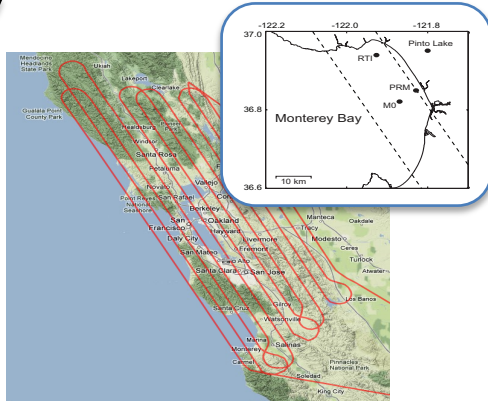 -122.2 -122.0 -121.8
37.0
Pinto Lake
RTI
PRM
36.8
M0
Monterey Bay
10 km
36.6
Mendocino
Headlands
State Park
Ukiah
Lakeport
Clearlake
Gualala Point
County Park
Healdsburg
Windsor
Santa Rosa
Petaluma
Novato
Vallejo
Point Reyes
National
Seashore
San Rafael
Berkeley
San
Francisco
Oakland
Daly City
Hayward
San Mateo
Livermore
Fremont
Palo Alto
Santa Clara
San Jose
Manteca
Oakdale
Tracy
Modesto
Ceres
Turlock
Atwater
Los Banos
Gilroy
Santa Cruz
Watsonville
Marina
Monterey
Salinas
Carmel
Pinnacles
National Park
Soledad
King City